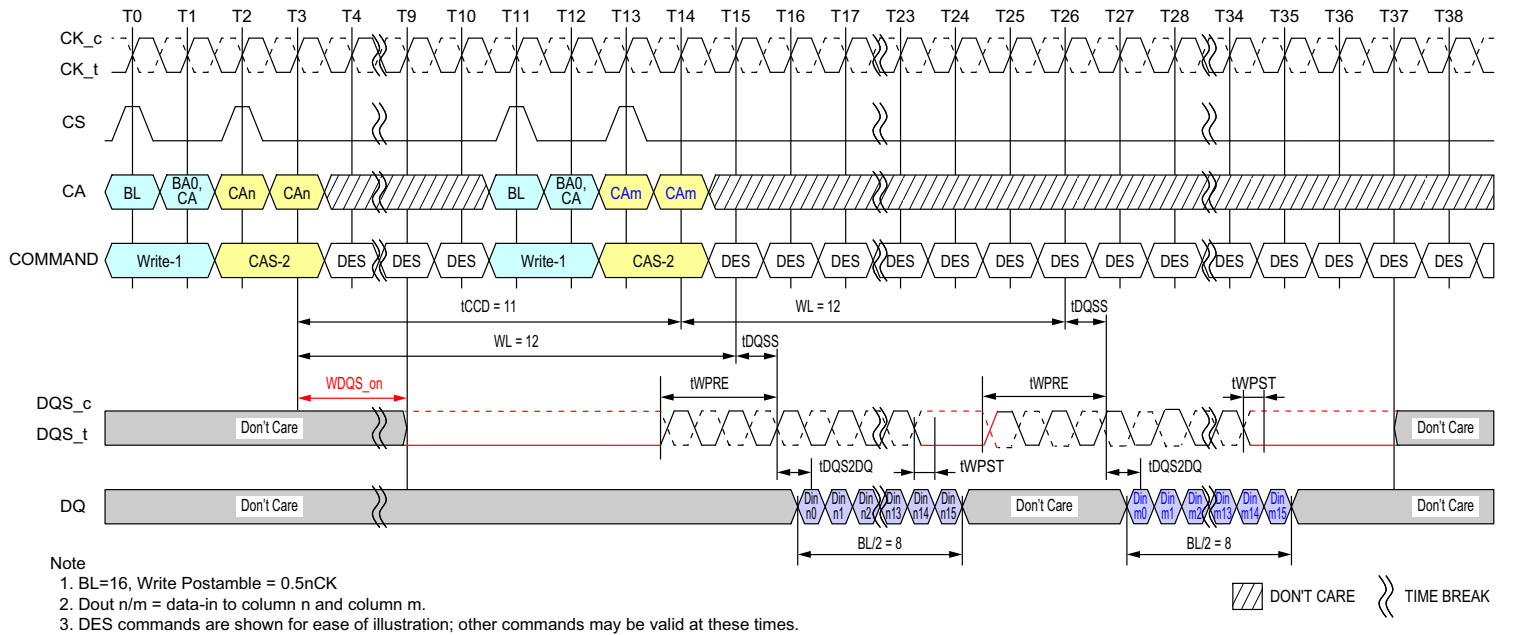 T0 T1 T2 T3 T4 T9 T10 T11 T12 T13 T14 T15 T16 T17 T23 T24 T25 T26 T27 T28 T34 T35 T36 T37 T38
CK_c
CK_t
CS
CA BL BA0, CA CAn CAn BL BA0, CA CAm CAm
COMMAND Write-1 CAS-2 DES DES DES Write-1 CAS-2 DES DES DES DES DES DES DES DES DES DES DES DES DES DES
tCCD = 11 WL = 12 tDQSS
WL = 12 tDQSS
WDQS_on tWPRE tWPRE tWPST
DQS_c
DQS_t Don't Care Don't Care
tDQS2DQ tWPST tDQS2DQ
DQ Don't Care Din n0 Din n1 Din n2 Din n13 Din n14 Din n15 Don't Care Din m0 Din m1 Din m2 Din m13 Din m14 Din m15 Don't Care
BL/2 = 8 BL/2 = 8
Note
1. BL=16, Write Postamble = 0.5nCK
2. Dout n/m = data-in to column n and column m.
3. DES commands are shown for ease of illustration; other commands may be valid at these times.
DON'T CARE TIME BREAK